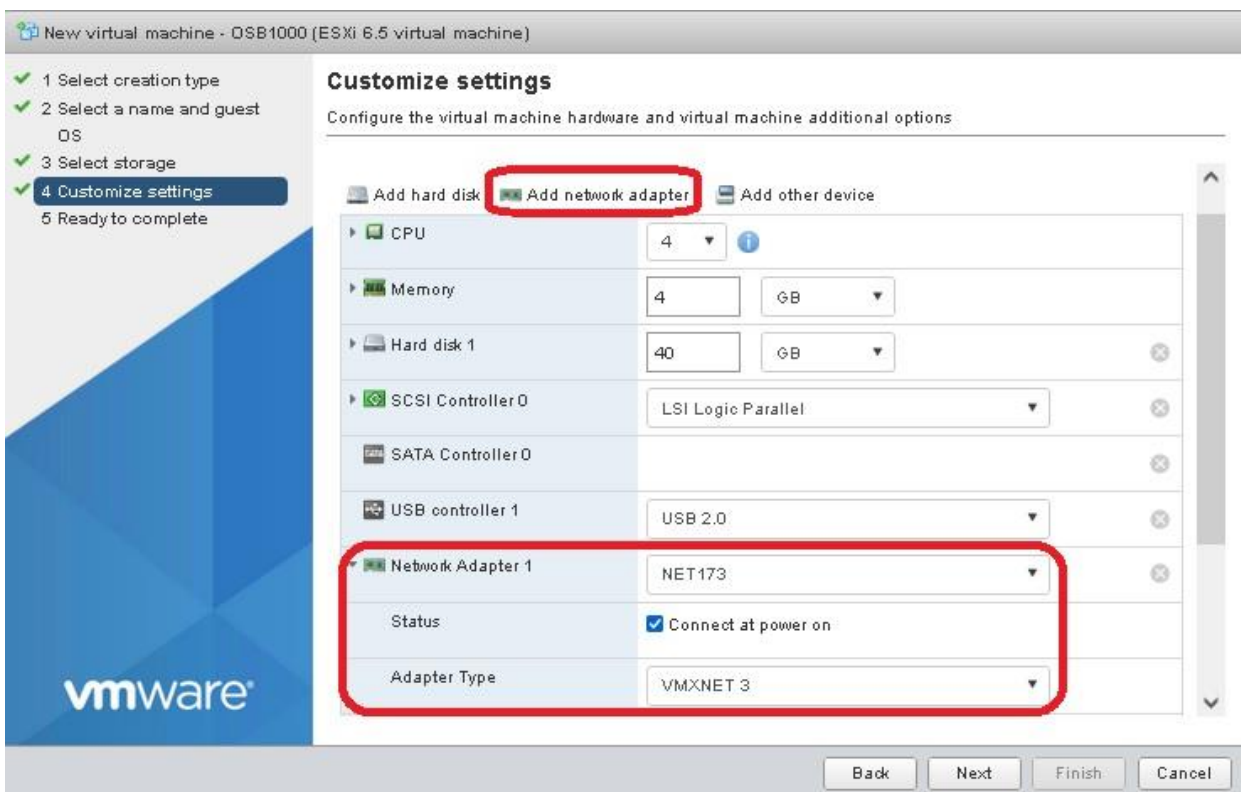 New virtual machine - OSB1000 (ESXi 6.5 virtual machine)
1 Select creation type
2 Select a name and guest
OS
3 Select storage
4 Customize settings
5 Ready to complete
vmware
Customize settings
Configure the virtual machine hardware and virtual machine additional options
Add hard disk Add network adapter Add other device
CPU 4
Memory 4 GB
Hard disk 1 40 GB
SCSI Controller 0 LSI Logic Parallel
SATA Controller 0
USB controller 1 USB 2.0
Network Adapter 1 NET173
Status Connect at power on
Adapter Type VMXNET 3
Back Next Finish Cancel